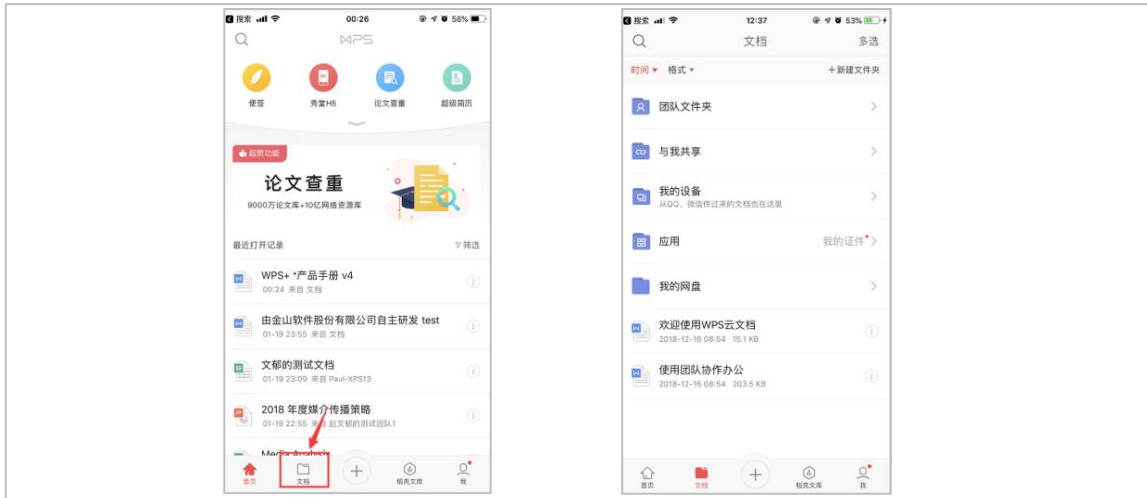 搜索 00:26 58%
WPS
便签 秀堂H5 论文查重 超级简历
超赞功能
论文查重
9000万论文库+10亿网络资源库
最近打开记录 筛选
WPS+ "产品手册 v4
00:24 来自 文档
由金山软件股份有限公司自主研发 test
01-19 23:55 来自 文档
文郁的测试文档
01-19 23:09 来自 Paul-XPS13
2018 年度媒介传播策略
01-19 22:55 来自 赵文郁的测试团队1
Media Analysis
首页 文档 稻壳文库 我
搜索 12:37 53%
文档 多选
时间 格式 +新建文件夹
团队文件夹
与我共享
我的设备
从QQ、微信传过来的文档也在这里
应用 我的证件
我的网盘
欢迎使用WPS云文档
2018-12-16 08:54 15.1 KB
使用团队协作办公
2018-12-16 08:54 203.5 KB
首页 文档 稻壳文库 我